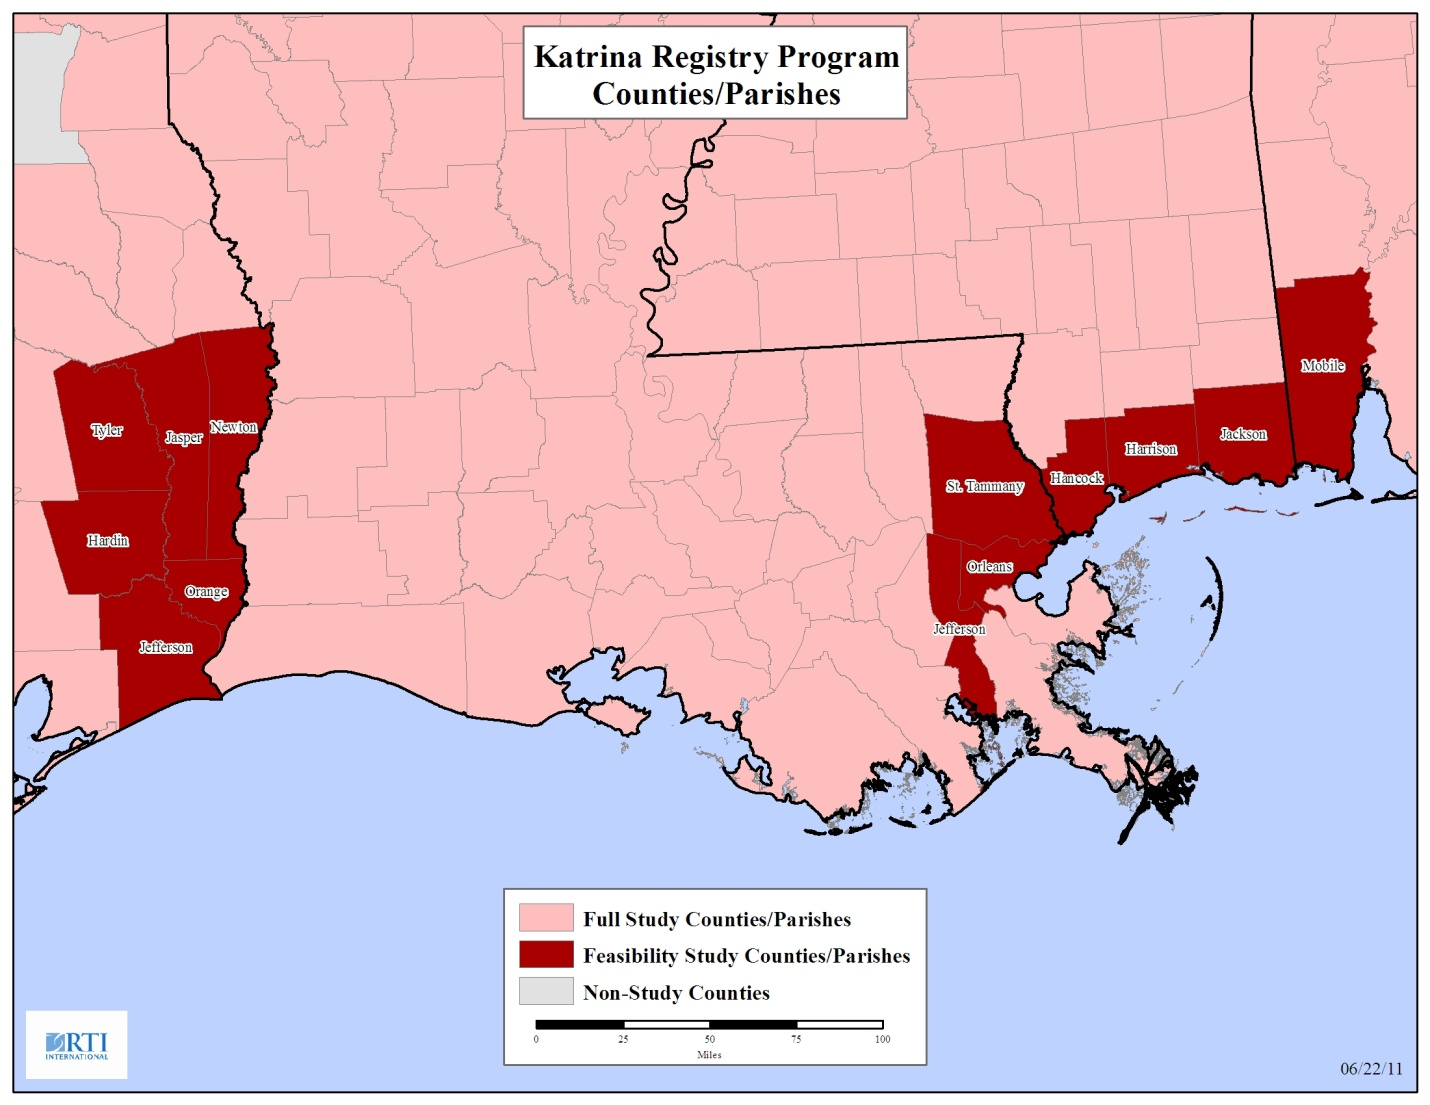 Katrina Registry Program
Counties/Parishes
Mobile
Tyler
Jasper
Newton
Jackson
Harrison
Hancock
St. Tammany
Hardin
Orleans
Orange
Jefferson
Jefferson
Full Study Counties/Parishes
Feasibility Study Counties/Parishes
Non-Study Counties
0 25 50 75 100
Miles
RTI
INTERNATIONAL
06/22/11